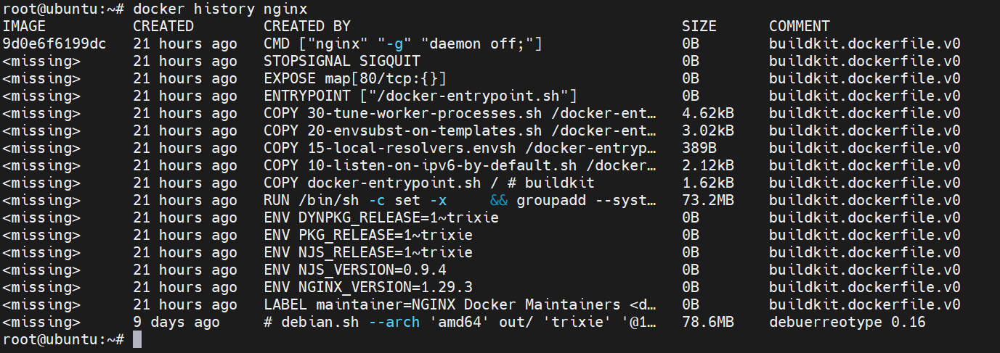 root@ubuntu:~# docker history nginx
IMAGE          CREATED        CREATED BY                                      SIZE      COMMENT
9d0e6f6199dc   21 hours ago   CMD ["nginx" "-g" "daemon off;"]                0B        buildkit.dockerfile.v0
<missing>      21 hours ago   STOPSIGNAL SIGQUIT                              0B        buildkit.dockerfile.v0
<missing>      21 hours ago   EXPOSE map[80/tcp:{}]                           0B        buildkit.dockerfile.v0
<missing>      21 hours ago   ENTRYPOINT ["/docker-entrypoint.sh"]            0B        buildkit.dockerfile.v0
<missing>      21 hours ago   COPY 30-tune-worker-processes.sh /docker-ent…   4.62kB    buildkit.dockerfile.v0
<missing>      21 hours ago   COPY 20-envsubst-on-templates.sh /docker-ent…   3.02kB    buildkit.dockerfile.v0
<missing>      21 hours ago   COPY 15-local-resolvers.envsh /docker-entryp…   389B      buildkit.dockerfile.v0
<missing>      21 hours ago   COPY 10-listen-on-ipv6-by-default.sh /docker…   2.12kB    buildkit.dockerfile.v0
<missing>      21 hours ago   COPY docker-entrypoint.sh / # buildkit          1.62kB    buildkit.dockerfile.v0
<missing>      21 hours ago   RUN /bin/sh -c set -x     && groupadd --syst…   73.2MB    buildkit.dockerfile.v0
<missing>      21 hours ago   ENV DYNPKG_RELEASE=1~trixie                     0B        buildkit.dockerfile.v0
<missing>      21 hours ago   ENV PKG_RELEASE=1~trixie                        0B        buildkit.dockerfile.v0
<missing>      21 hours ago   ENV NJS_RELEASE=1~trixie                        0B        buildkit.dockerfile.v0
<missing>      21 hours ago   ENV NJS_VERSION=0.9.4                           0B        buildkit.dockerfile.v0
<missing>      21 hours ago   ENV NGINX_VERSION=1.29.3                        0B        buildkit.dockerfile.v0
<missing>      21 hours ago   LABEL maintainer=NGINX Docker Maintainers <d…   0B        buildkit.dockerfile.v0
<missing>      9 days ago     # debian.sh --arch 'amd64' out/ 'trixie' '@1…   78.6MB    debuerreotype 0.16
root@ubuntu:~#